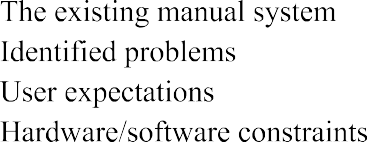 The existing manual system
Identified problems
User expectations
Hardware/software constraints